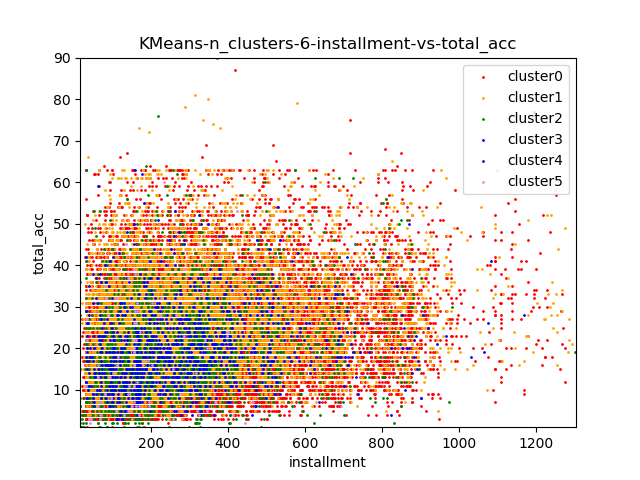 KMeans-n_clusters-6-installment-vs-total_acc
90
80
70
60
50
40
30
20
10
total_acc
cluster0
cluster1
cluster2
cluster3
cluster4
cluster5
200 400 600 800 1000 1200
installment